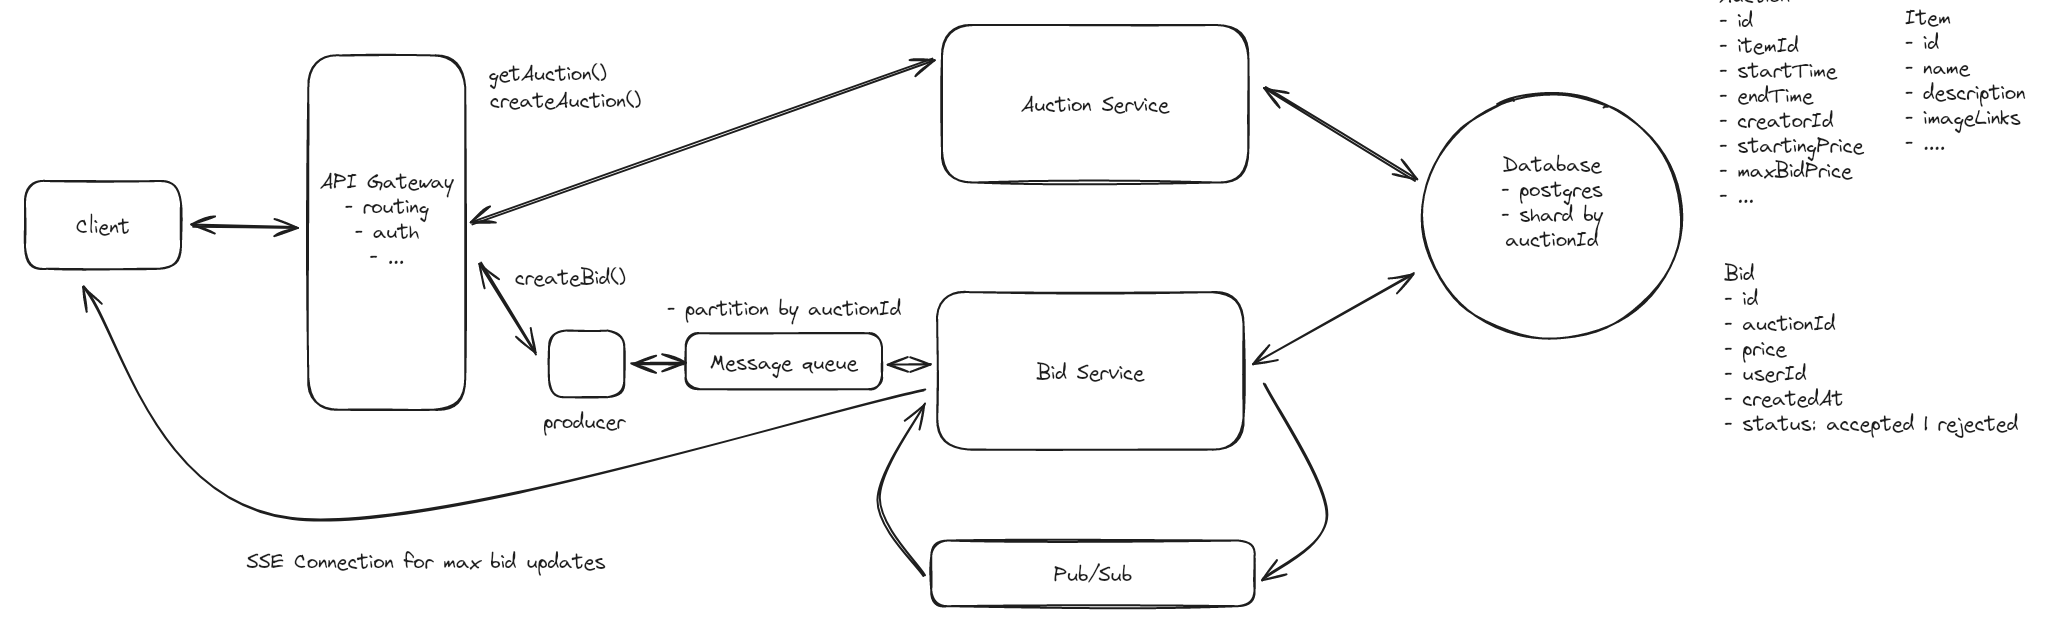 getAuction()
createAuction()
Auction Service
API Gateway
- routing
- auth
- ...
Client
createBid()
- partition by auctionId
Message queue
producer
Bid Service
SSE Connection for max bid updates
Pub/Sub
Database
- postgres
- shard by
auctionId
- id
- itemId
- startTime
- endTime
- creatorId
- startingPrice
- maxBidPrice
- ...
Item
- id
- name
- description
- imageLinks
- ....
Bid
- id
- auctionId
- price
- userId
- createdAt
- status: accepted | rejected